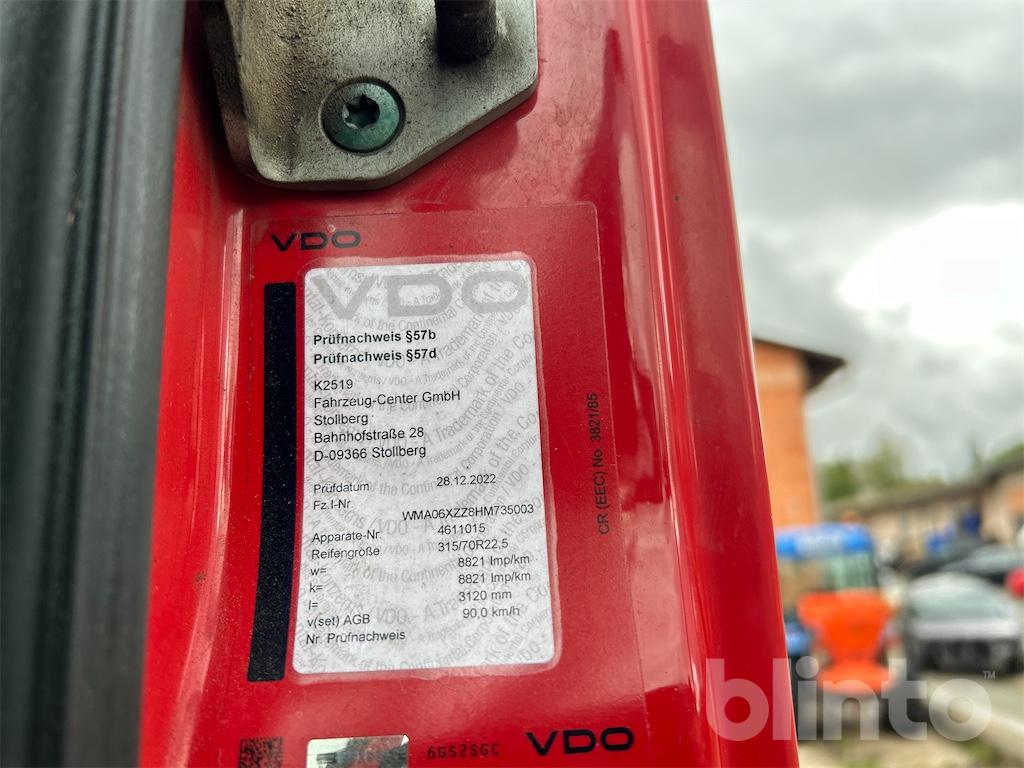 VDO
VDO
Prüfnachweis §57b
Prüfnachweis §57d
K2519
Fahrzeug-Center GmbH
Stollberg
Bahnhofstraße 28
D-09366 Stollberg
Prüfdatum 28.12.2022
Fz.I-Nr. WMA06XZZ8HM735003
Apparate-Nr. 4611015
Reifengröße 315/70R22,5
w= 8821 Imp/km
k= 8821 Imp/km
l= 3120 mm
v(set) AGB 90,0 km/h
Nr. Prüfnachweis
CR (EEC) No. 3821/85
6GS2SGC
VDO
blinto™